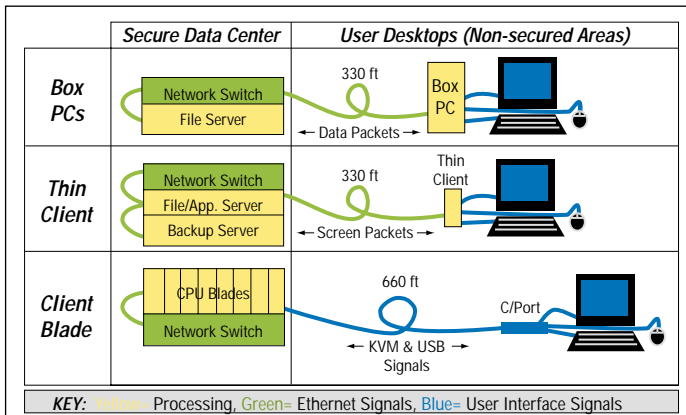 Secure Data Center
User Desktops (Non-secured Areas)
Box
PCs
Network Switch
File Server
330 ft
Data Packets
Box
PC
Thin
Client
Network Switch
File/App. Server
Backup Server
330 ft
Screen Packets
Thin
Client
Client
Blade
CPU Blades
Network Switch
660 ft
KVM & USB
Signals
C/Port
KEY: Yellow= Processing, Green= Ethernet Signals, Blue= User Interface Signals